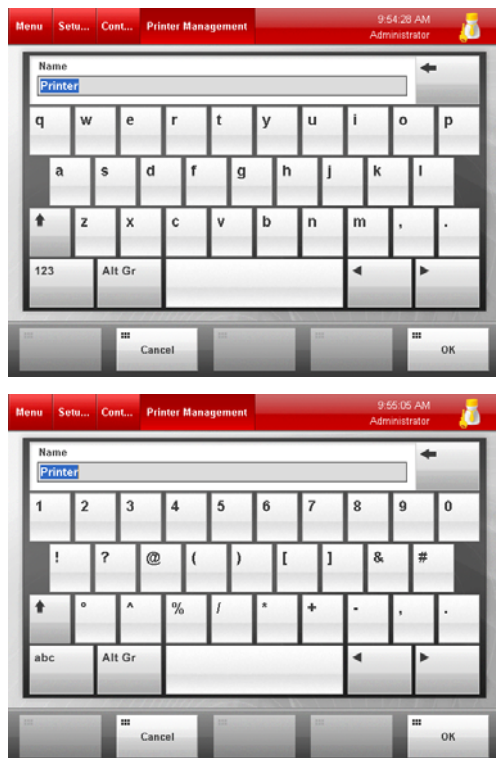 Menu Setu... Cont... Printer Management 9:54:28 AM
Administrator
Name
Printer
q w e r t y u i o p
a s d f g h j k l
z x c v b n m , .
123 Alt Gr
Cancel OK
Menu Setu... Cont... Printer Management 9:55:05 AM
Administrator
Name
Printer
1 2 3 4 5 6 7 8 9 0
! ? @ ( ) [ ] & #
° ^ % / * + - , .
abc Alt Gr
Cancel OK